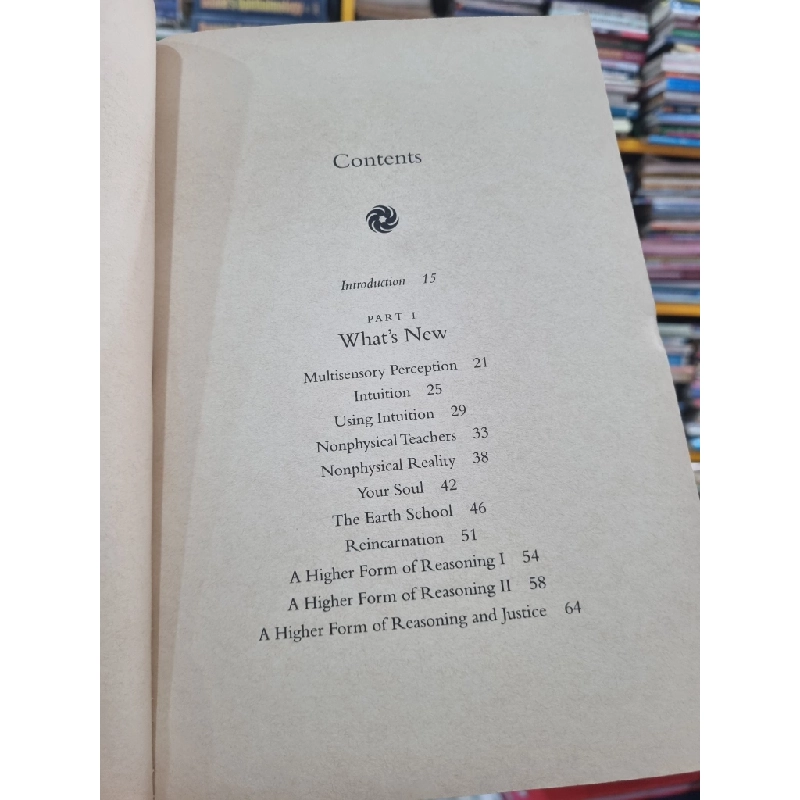 Contents
Introduction 15
PART 1
What's New
Multisensory Perception 21
Intuition 25
Using Intuition 29
Nonphysical Teachers 33
Nonphysical Reality 38
Your Soul 42
The Earth School 46
Reincarnation 51
A Higher Form of Reasoning I 54
A Higher Form of Reasoning II 58
A Higher Form of Reasoning and Justice 64